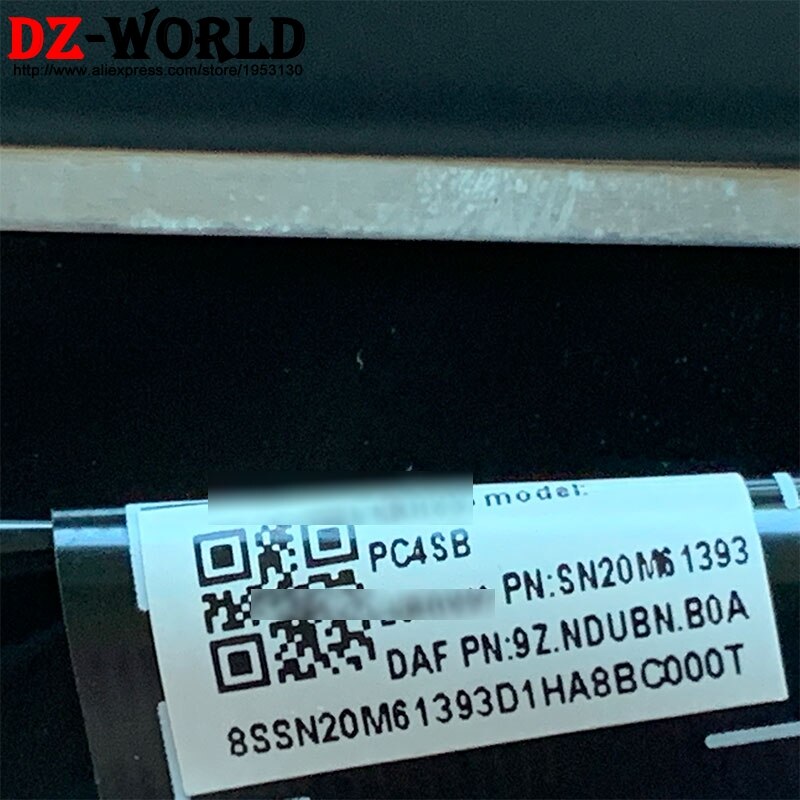 DZ-WORLD
http://www.aliexpress.com/store/1953130
model:
PC4SB
PN:SN20M61393
DAF PN:9Z.NDUBN.B0A
8SSN20M61393D1HA8BC000T